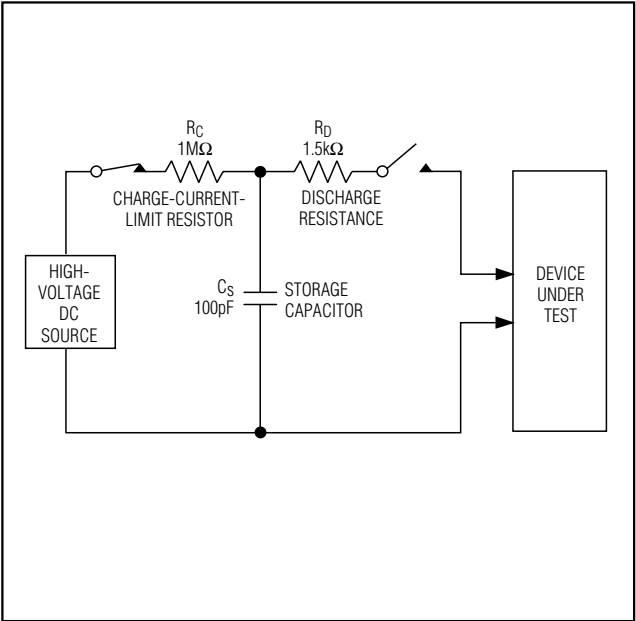 RC
1MΩ
CHARGE-CURRENT-
LIMIT RESISTOR
RD
1.5kΩ
DISCHARGE
RESISTANCE
HIGH-
VOLTAGE
DC
SOURCE
CS
100pF
STORAGE
CAPACITOR
DEVICE
UNDER
TEST